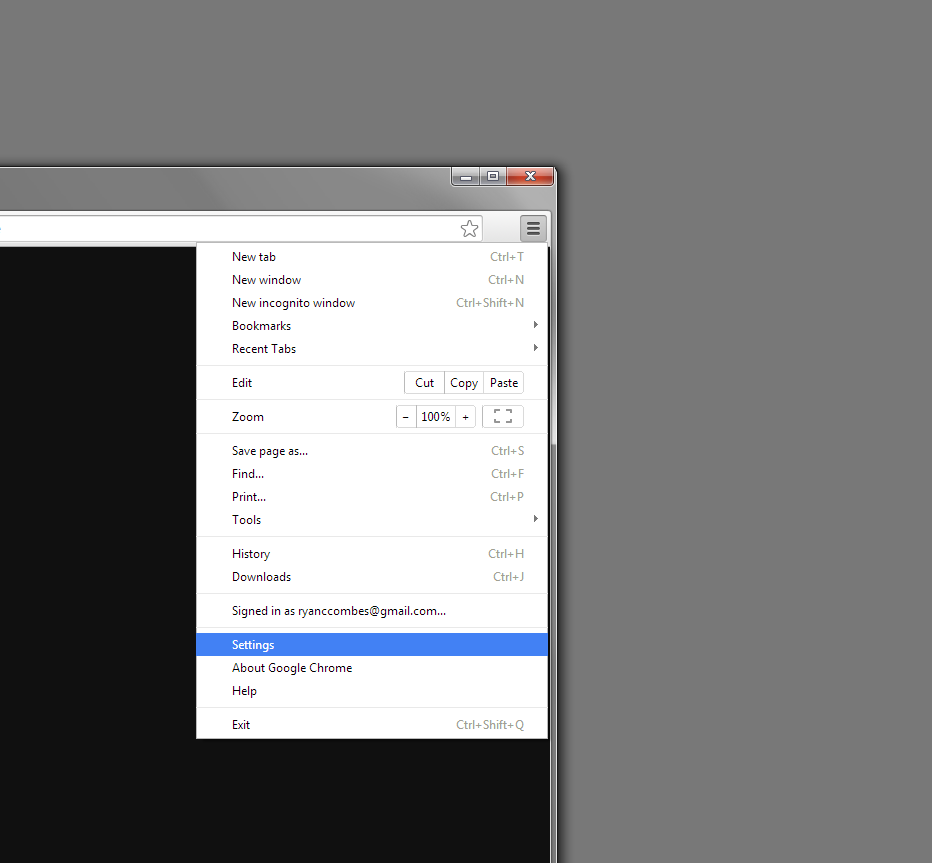 New tab Ctrl+T
New window Ctrl+N
New incognito window Ctrl+Shift+N
Bookmarks
Recent Tabs
Edit Cut Copy Paste
Zoom − 100% +
Save page as... Ctrl+S
Find... Ctrl+F
Print... Ctrl+P
Tools
History Ctrl+H
Downloads Ctrl+J
Signed in as ryanccombes@gmail.com...
Settings
About Google Chrome
Help
Exit Ctrl+Shift+Q